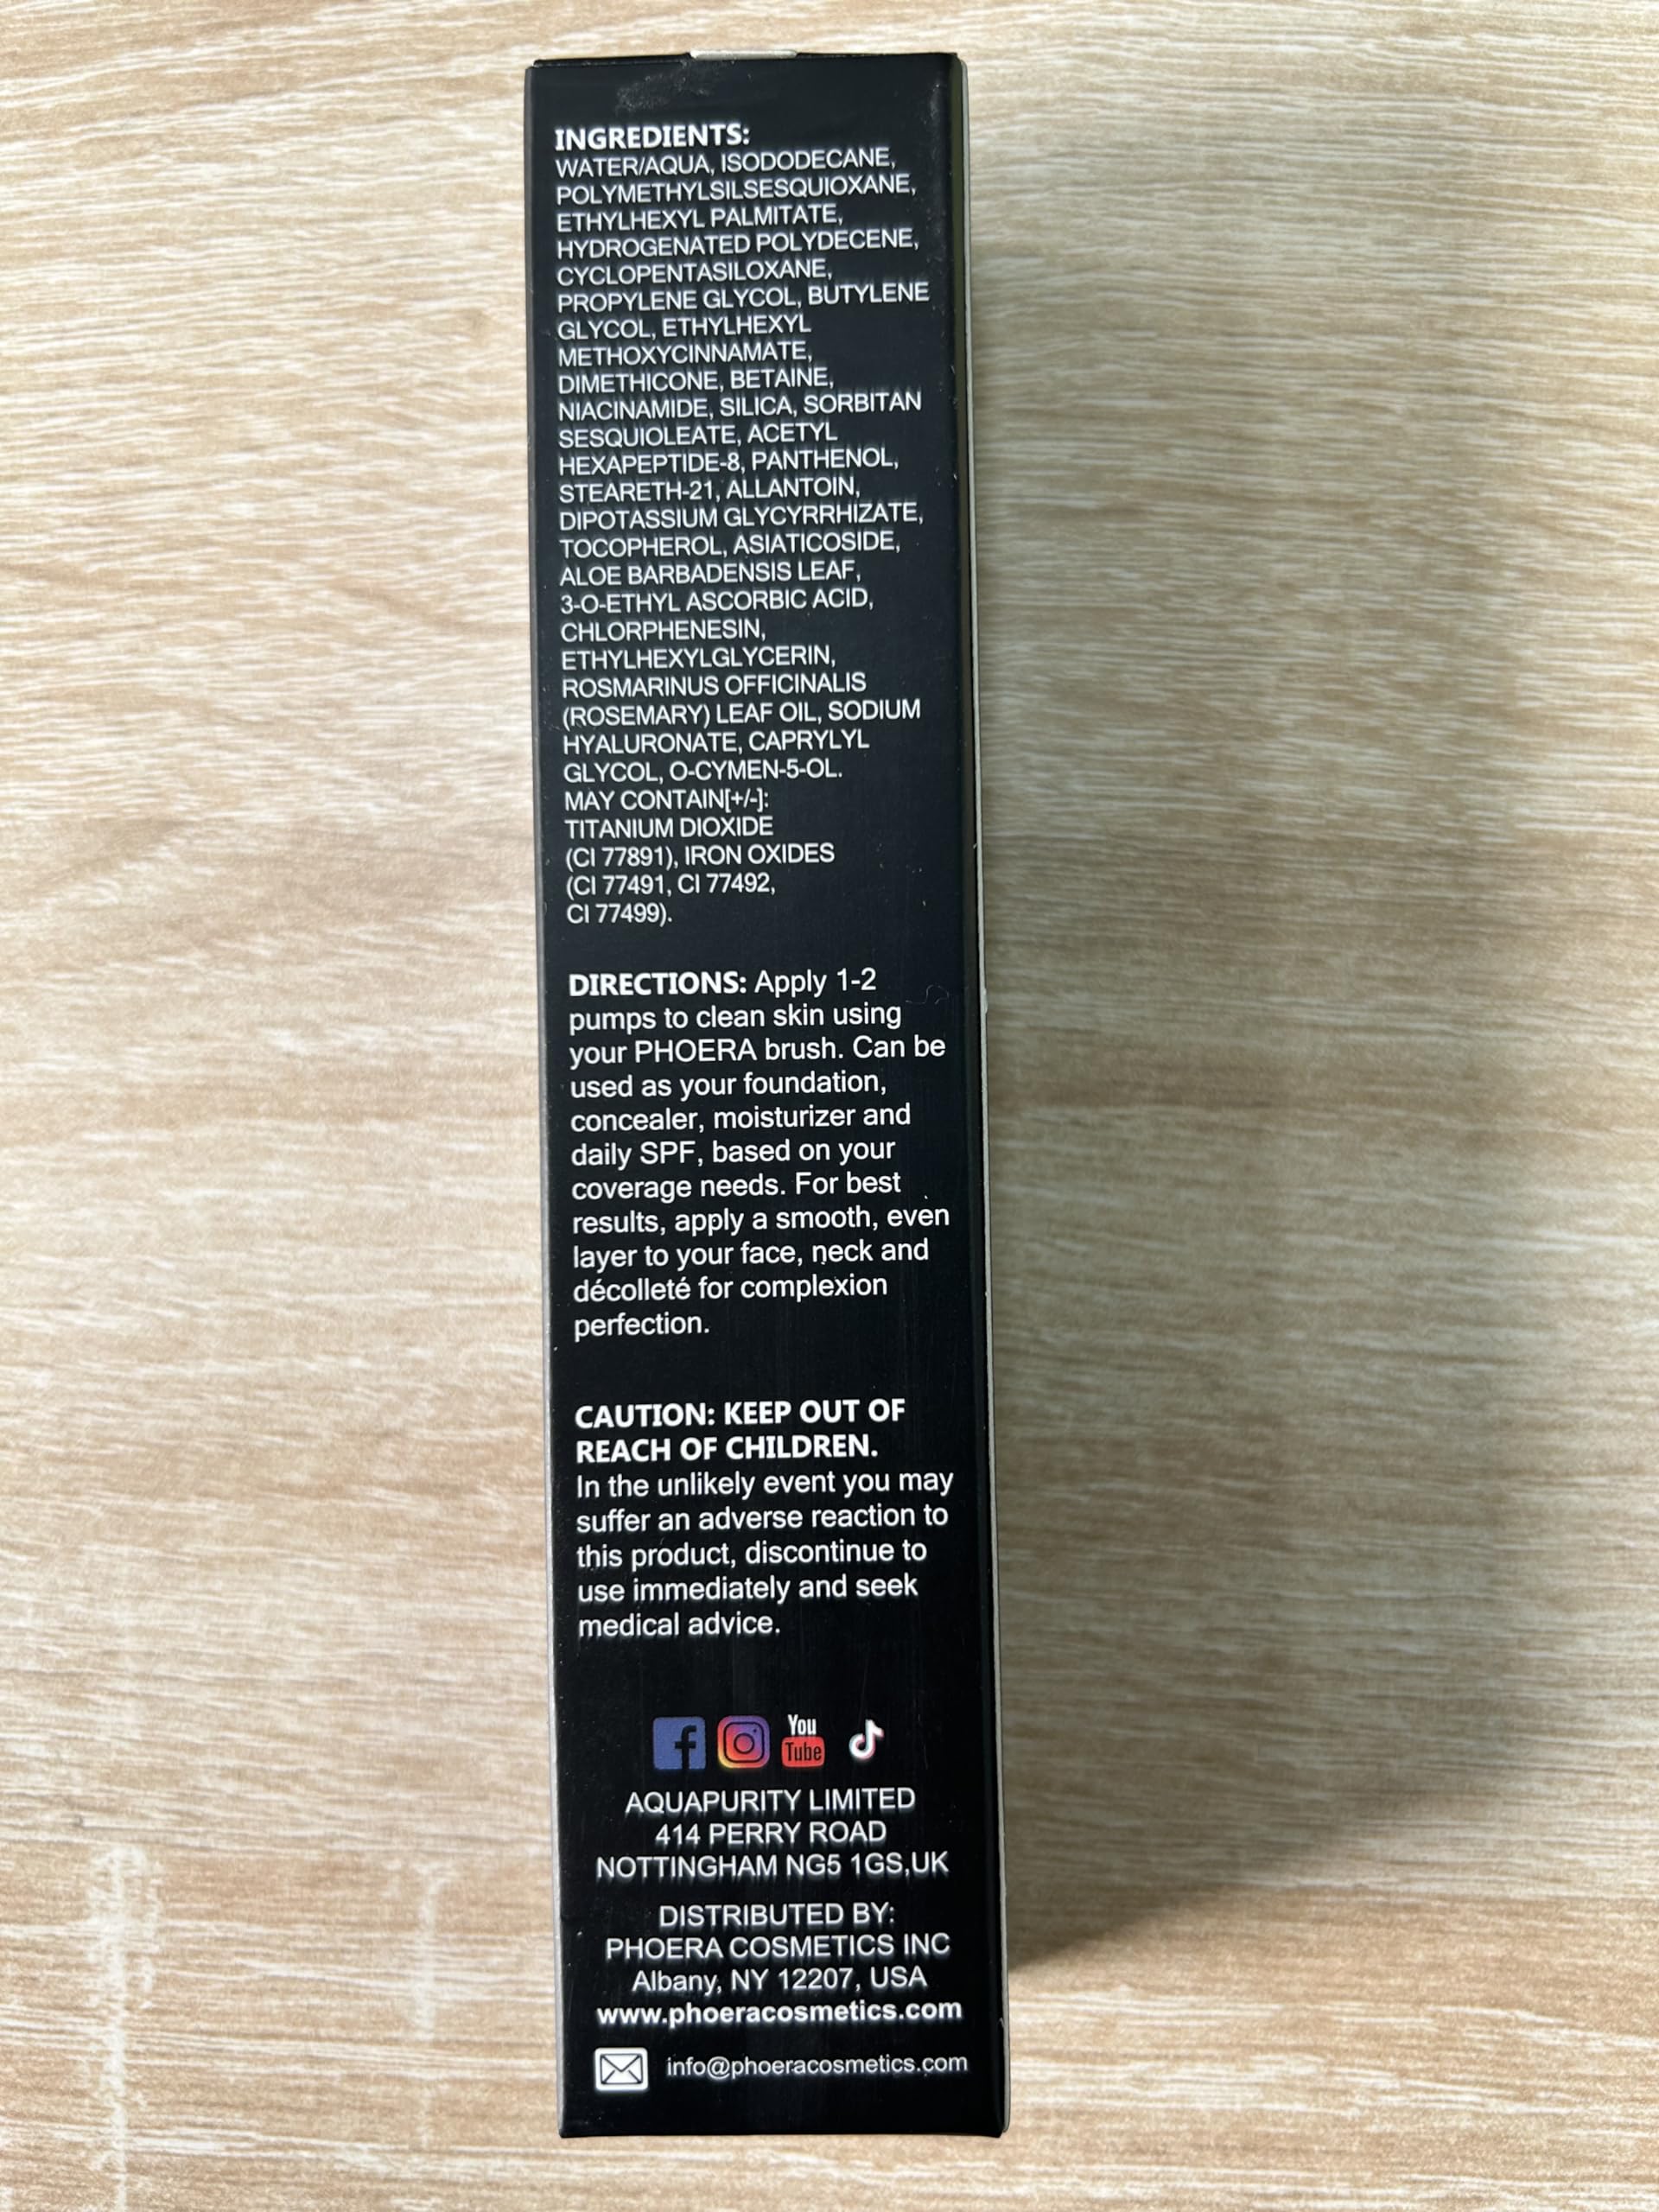 INGREDIENTS:
WATER/AQUA, ISODODECANE,
POLYMETHYLSILSESQUIOXANE,
ETHYLHEXYL PALMITATE,
HYDROGENATED POLYDECENE,
CYCLOPENTASILOXANE,
PROPYLENE GLYCOL, BUTYLENE
GLYCOL, ETHYLHEXYL
METHOXYCINNAMATE,
DIMETHICONE, BETAINE,
NIACINAMIDE, SILICA, SORBITAN
SESQUIOLEATE, ACETYL
HEXAPEPTIDE-8, PANTHENOL,
STEARETH-21, ALLANTOIN,
DIPOTASSIUM GLYCYRRHIZATE,
TOCOPHEROL, ASIATICOSIDE,
ALOE BARBADENSIS LEAF,
3-O-ETHYL ASCORBIC ACID,
CHLORPHENESIN,
ETHYLHEXYLGLYCERIN,
ROSMARINUS OFFICINALIS
(ROSEMARY) LEAF OIL, SODIUM
HYALURONATE, CAPRYLYL
GLYCOL, O-CYMEN-5-OL.
MAY CONTAIN[+/-]:
TITANIUM DIOXIDE
(CI 77891), IRON OXIDES
(CI 77491, CI 77492,
CI 77499).
DIRECTIONS: Apply 1-2
pumps to clean skin using
your PHOERA brush. Can be
used as your foundation,
concealer, moisturizer and
daily SPF, based on your
coverage needs. For best
results, apply a smooth, even
layer to your face, neck and
décolleté for complexion
perfection.
CAUTION: KEEP OUT OF
REACH OF CHILDREN.
In the unlikely event you may
suffer an adverse reaction to
this product, discontinue to
use immediately and seek
medical advice.
You
Tube
AQUAPURITY LIMITED
414 PERRY ROAD
NOTTINGHAM NG5 1GS,UK
DISTRIBUTED BY:
PHOERA COSMETICS INC
Albany, NY 12207, USA
www.phoeracosmetics.com
info@phoeracosmetics.com